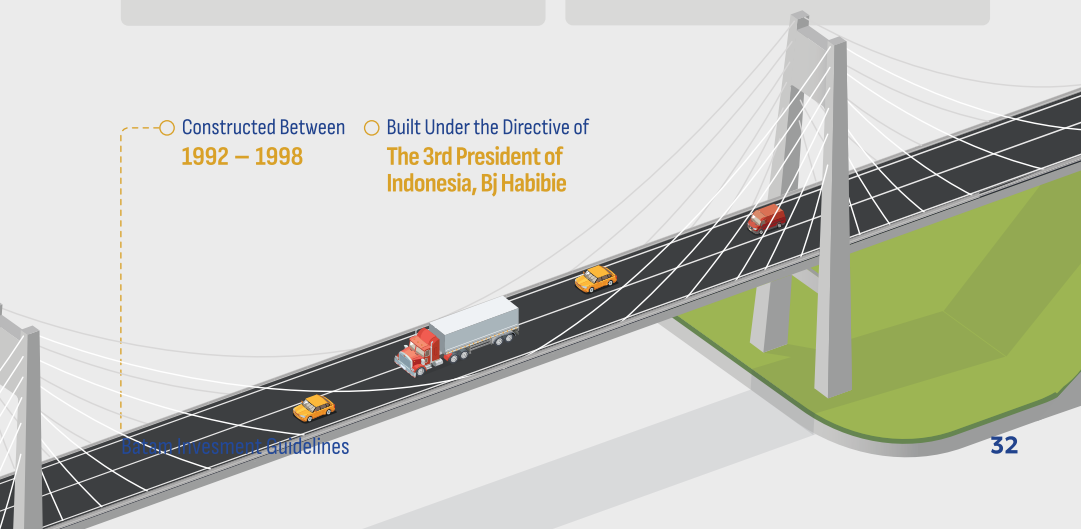 Constructed Between
1992 – 1998
Built Under the Directive of
The 3rd President of
Indonesia, Bj Habibie
Batam Invesment Guidelines
32